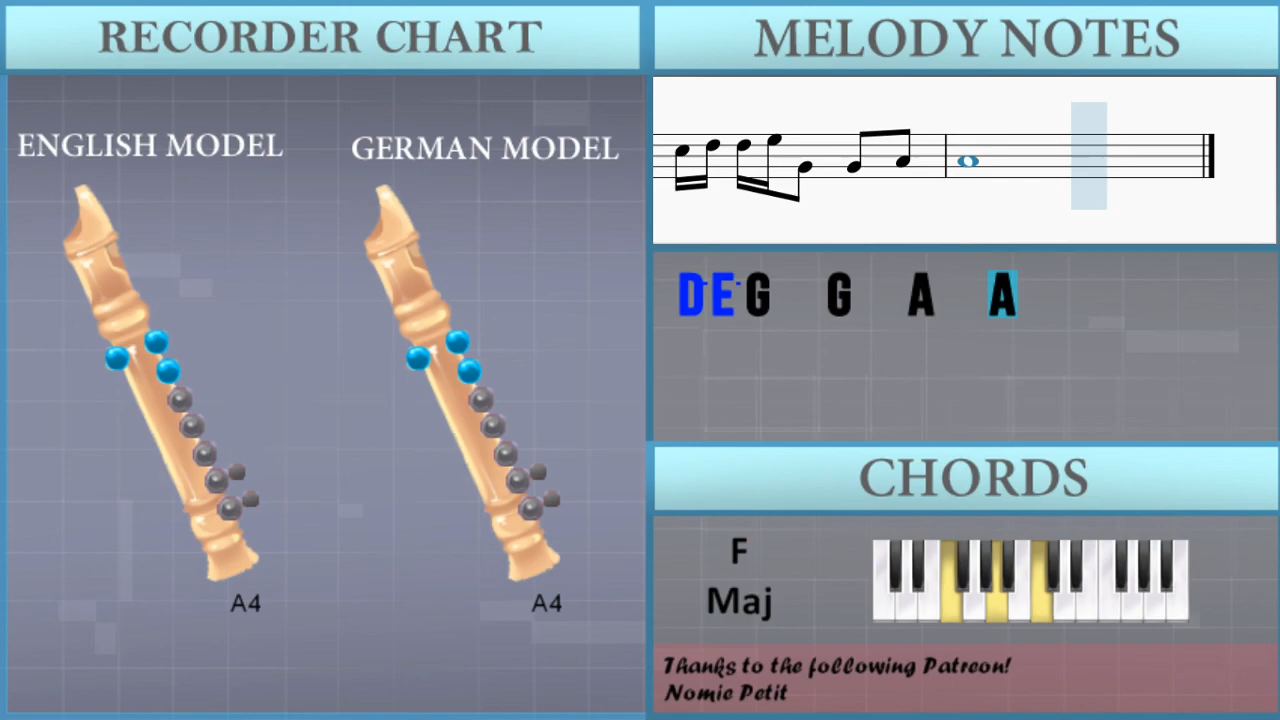 RECORDER CHART
ENGLISH MODEL
GERMAN MODEL
A4
A4
MELODY NOTES
DE G G A A
CHORDS
F
Maj
Thanks to the following Patreon!
Nomie Petit